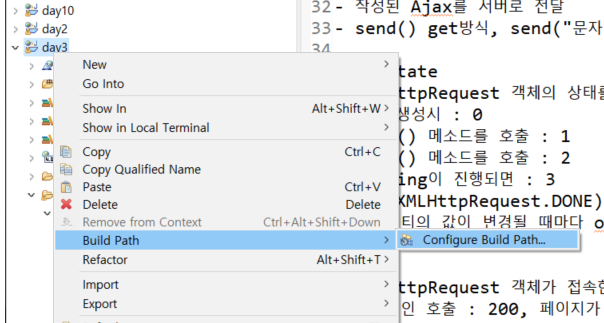 day10
day2
day3
New
Go Into
Show In Alt+Shift+W
Show in Local Terminal
Copy Ctrl+C
Copy Qualified Name
Paste Ctrl+V
Delete Delete
Remove from Context Ctrl+Alt+Shift+Down
Build Path
Configure Build Path...
Refactor Alt+Shift+T
Import
Export
32- 작성된 Ajax를 서버로 전달
33- send() get방식, send("문자
34
tate
ttpRequest 객체의 상태를
생성시 : 0
() 메소드를 호출 : 1
() 메소드를 호출 : 2
ing이 진행되면 : 3
XMLHttpRequest.DONE)
티의 값이 변경될 때마다 o
ttpRequest 객체가 접속한
인 호출 : 200, 페이지가